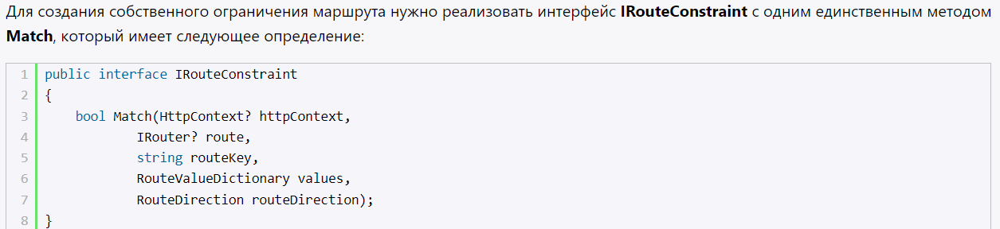 Для создания собственного ограничения маршрута нужно реализовать интерфейс IRouteConstraint с одним единственным методом
Match, который имеет следующее определение:
1 public interface IRouteConstraint
2 {
3     bool Match(HttpContext? httpContext,
4             IRouter? route,
5             string routeKey,
6             RouteValueDictionary values,
7             RouteDirection routeDirection);
8 }